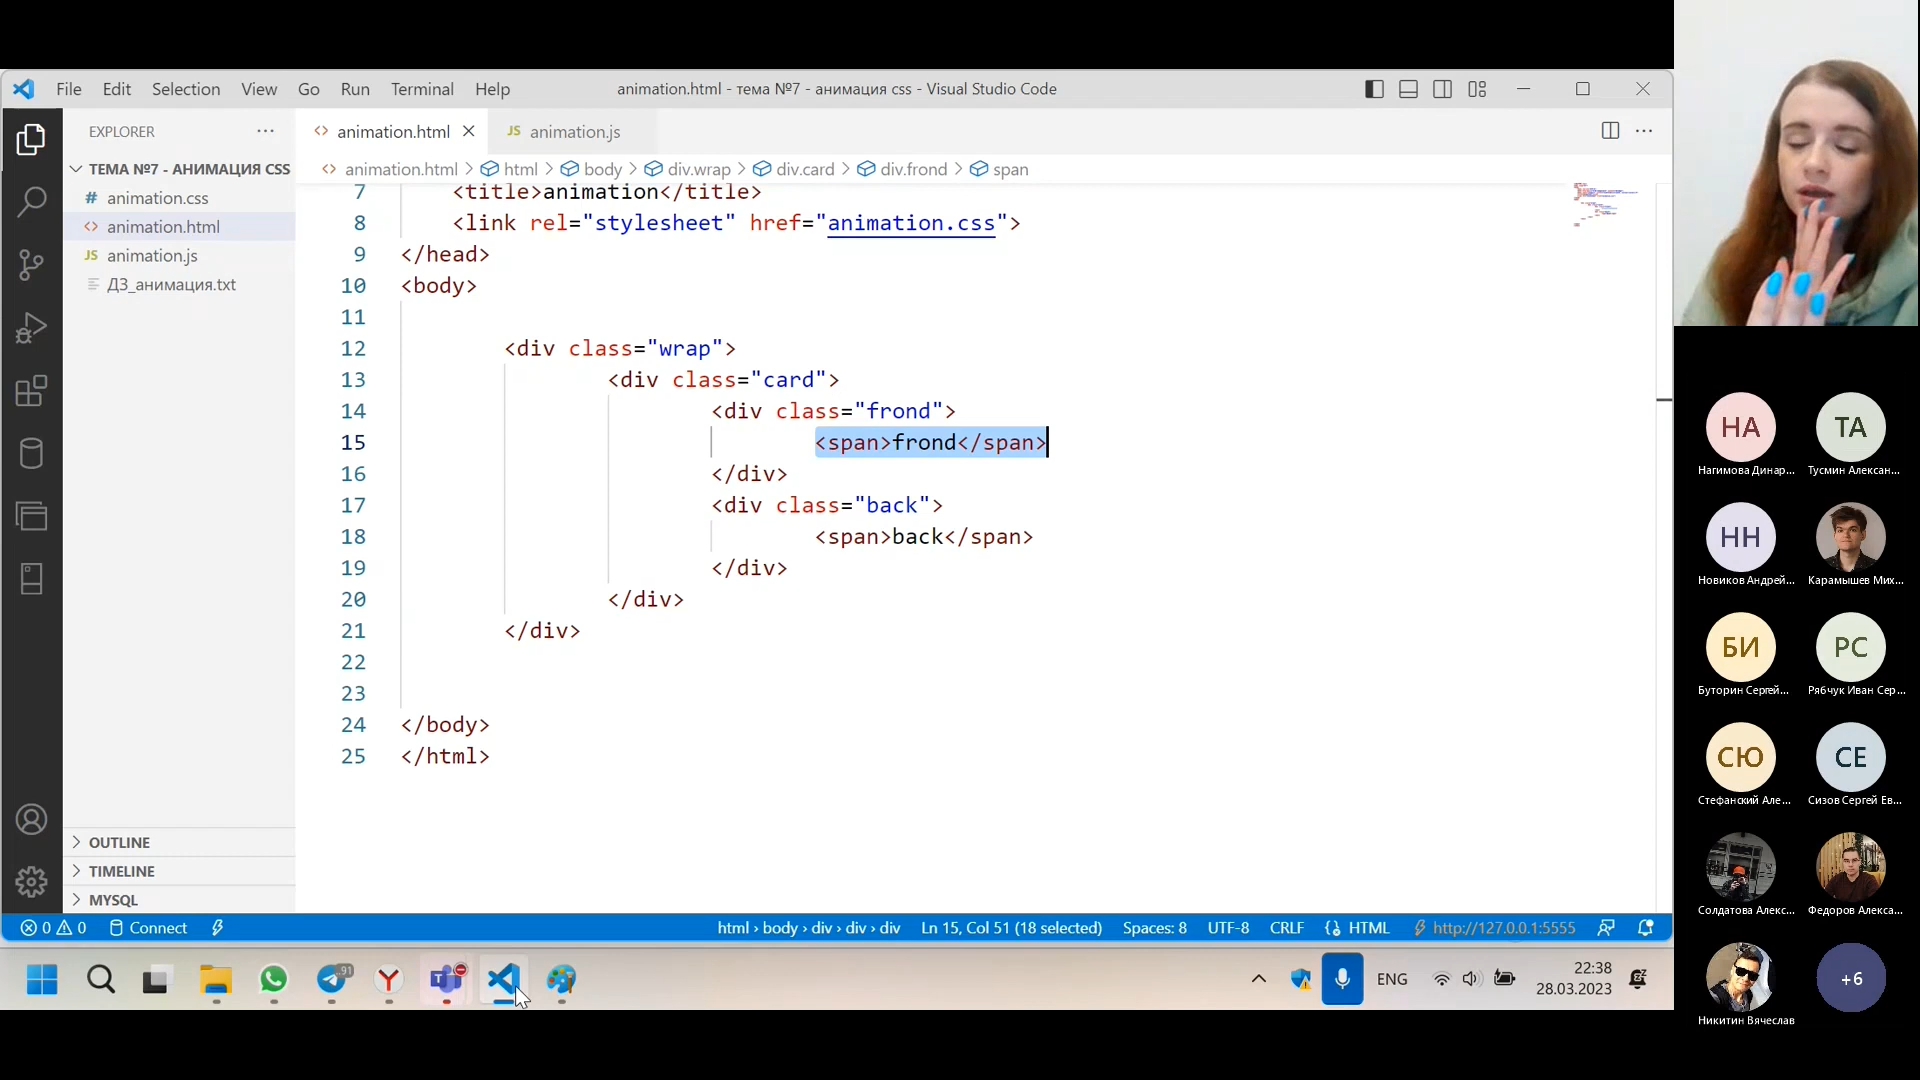 File Edit Selection View Go Run Terminal Help
animation.html - тема №7 - анимация css - Visual Studio Code
EXPLORER
ТЕМА №7 - АНИМАЦИЯ CSS
# animation.css
<> animation.html
JS animation.js
ДЗ_анимация.txt
OUTLINE
TIMELINE
MYSQL
<> animation.html
JS animation.js
<> animation.html > html > body > div.wrap > div.card > div.frond > span
7 <title>animation</title>
8 <link rel="stylesheet" href="animation.css">
9 </head>
10 <body>
11
12 <div class="wrap">
13 <div class="card">
14 <div class="frond">
15 <span>frond</span>
16 </div>
17 <div class="back">
18 <span>back</span>
19 </div>
20 </div>
21 </div>
22
23
24 </body>
25 </html>
0 0 Connect
html › body › div › div › div Ln 15, Col 51 (18 selected) Spaces: 8 UTF-8 CRLF HTML http://127.0.0.1:5555
91
T
ENG
22:38
28.03.2023
НА
Нагимова Динар...
ТА
Тусмин Алексан...
НН
Новиков Андрей...
Карамышев Мих...
БИ
Буторин Сергей...
РС
Рябчук Иван Сер...
СЮ
Стефанский Але...
СЕ
Сизов Сергей Ев...
Солдатова Алекс...
Федоров Алекса...
Никитин Вячеслав
+6